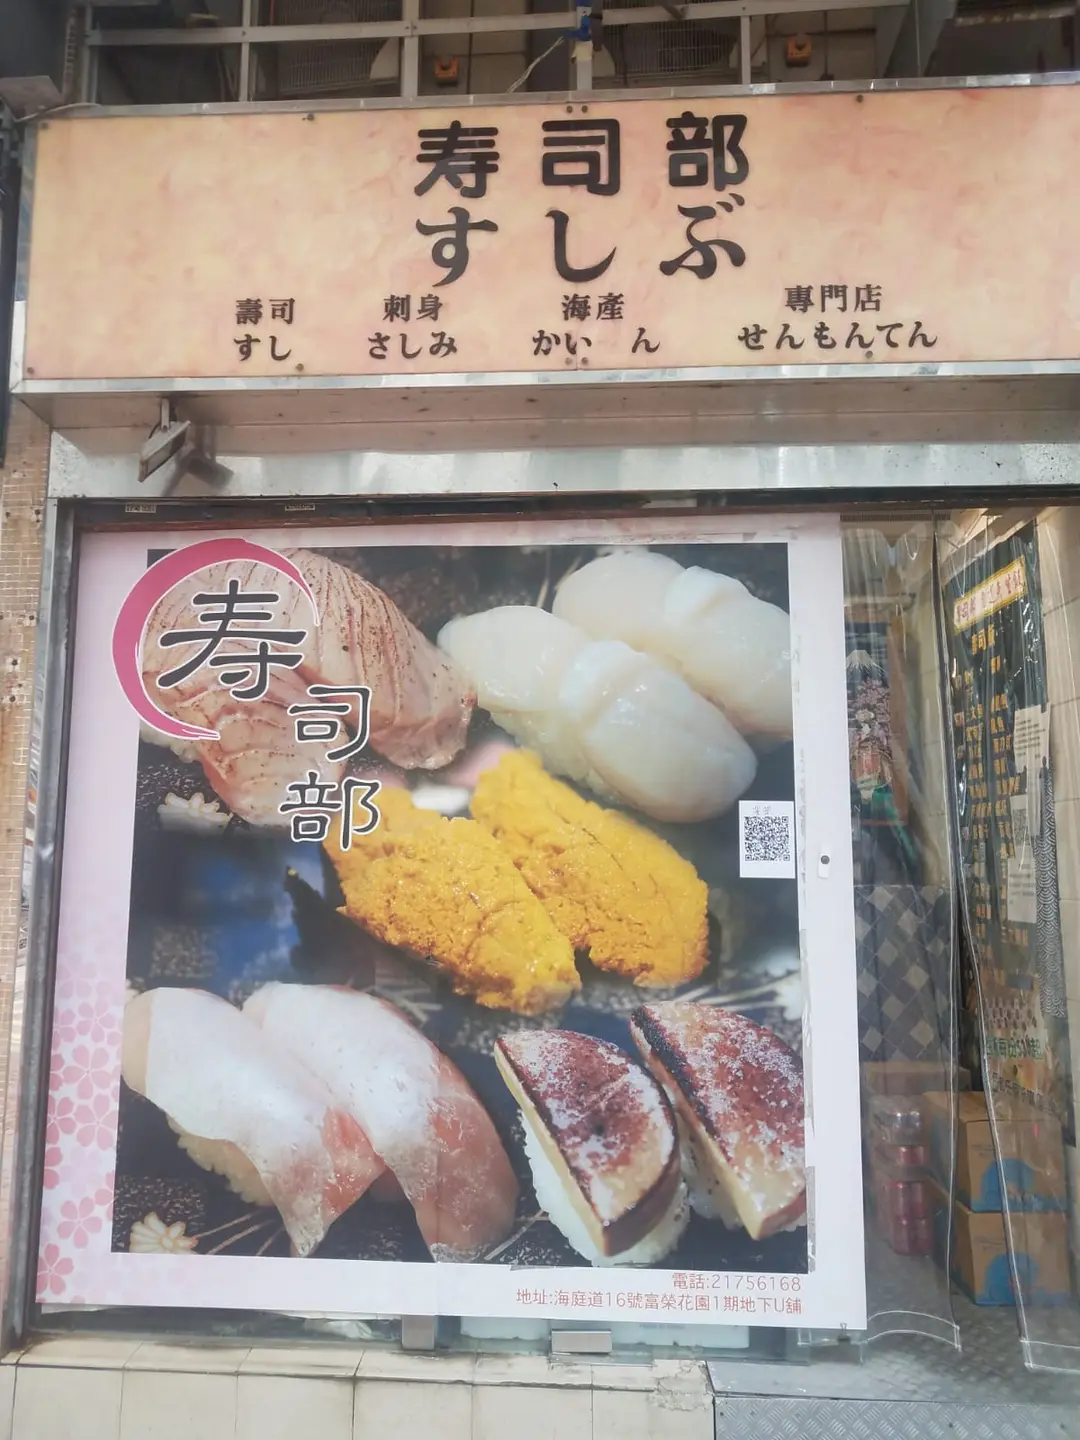 寿司部
すしぶ
壽司 刺身 海產 專門店
すし さしみ かい ん せんもんてん
寿
司
部
電話:21756168
地址:海庭道16號富榮花園1期地下U舖